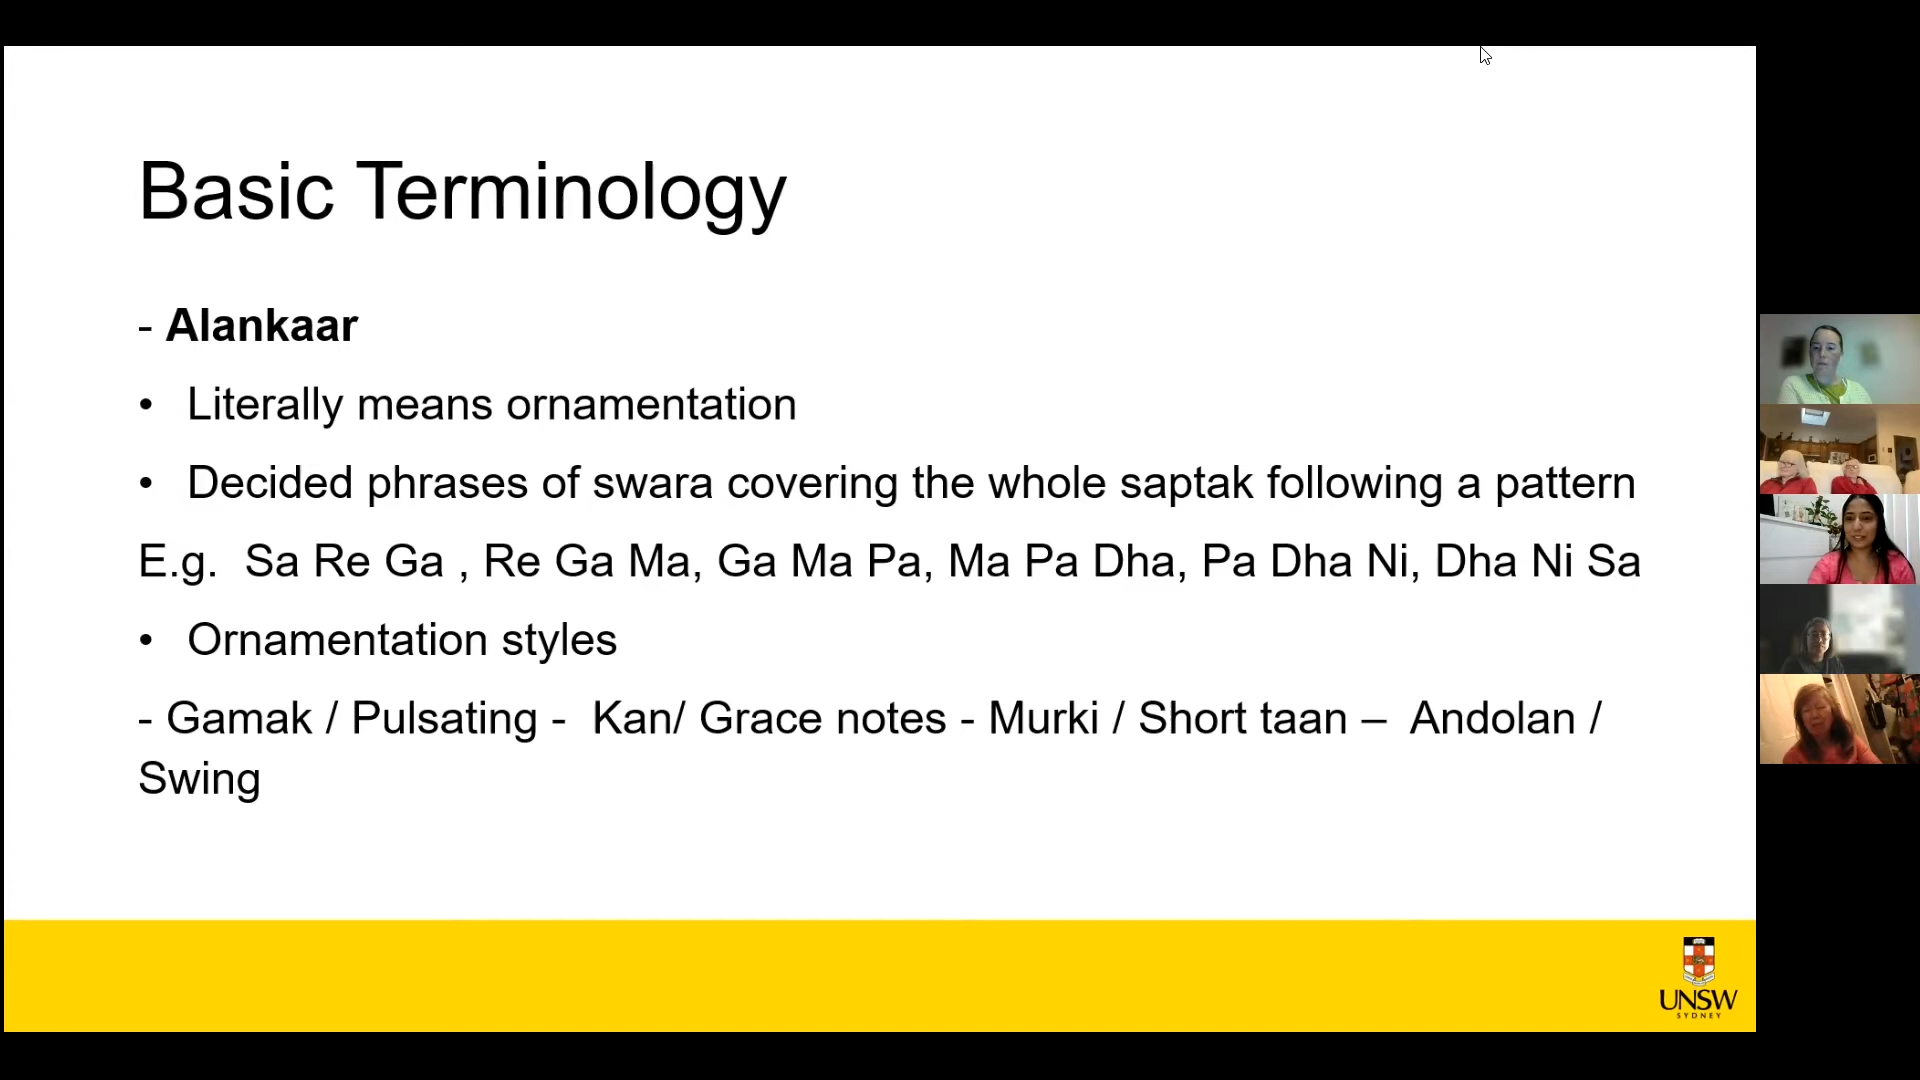 Basic Terminology
- Alankaar
• Literally means ornamentation
• Decided phrases of swara covering the whole saptak following a pattern
E.g.  Sa Re Ga , Re Ga Ma, Ga Ma Pa, Ma Pa Dha, Pa Dha Ni, Dha Ni Sa
• Ornamentation styles
- Gamak / Pulsating -  Kan/ Grace notes - Murki / Short taan –  Andolan /
Swing
UNSW
SYDNEY